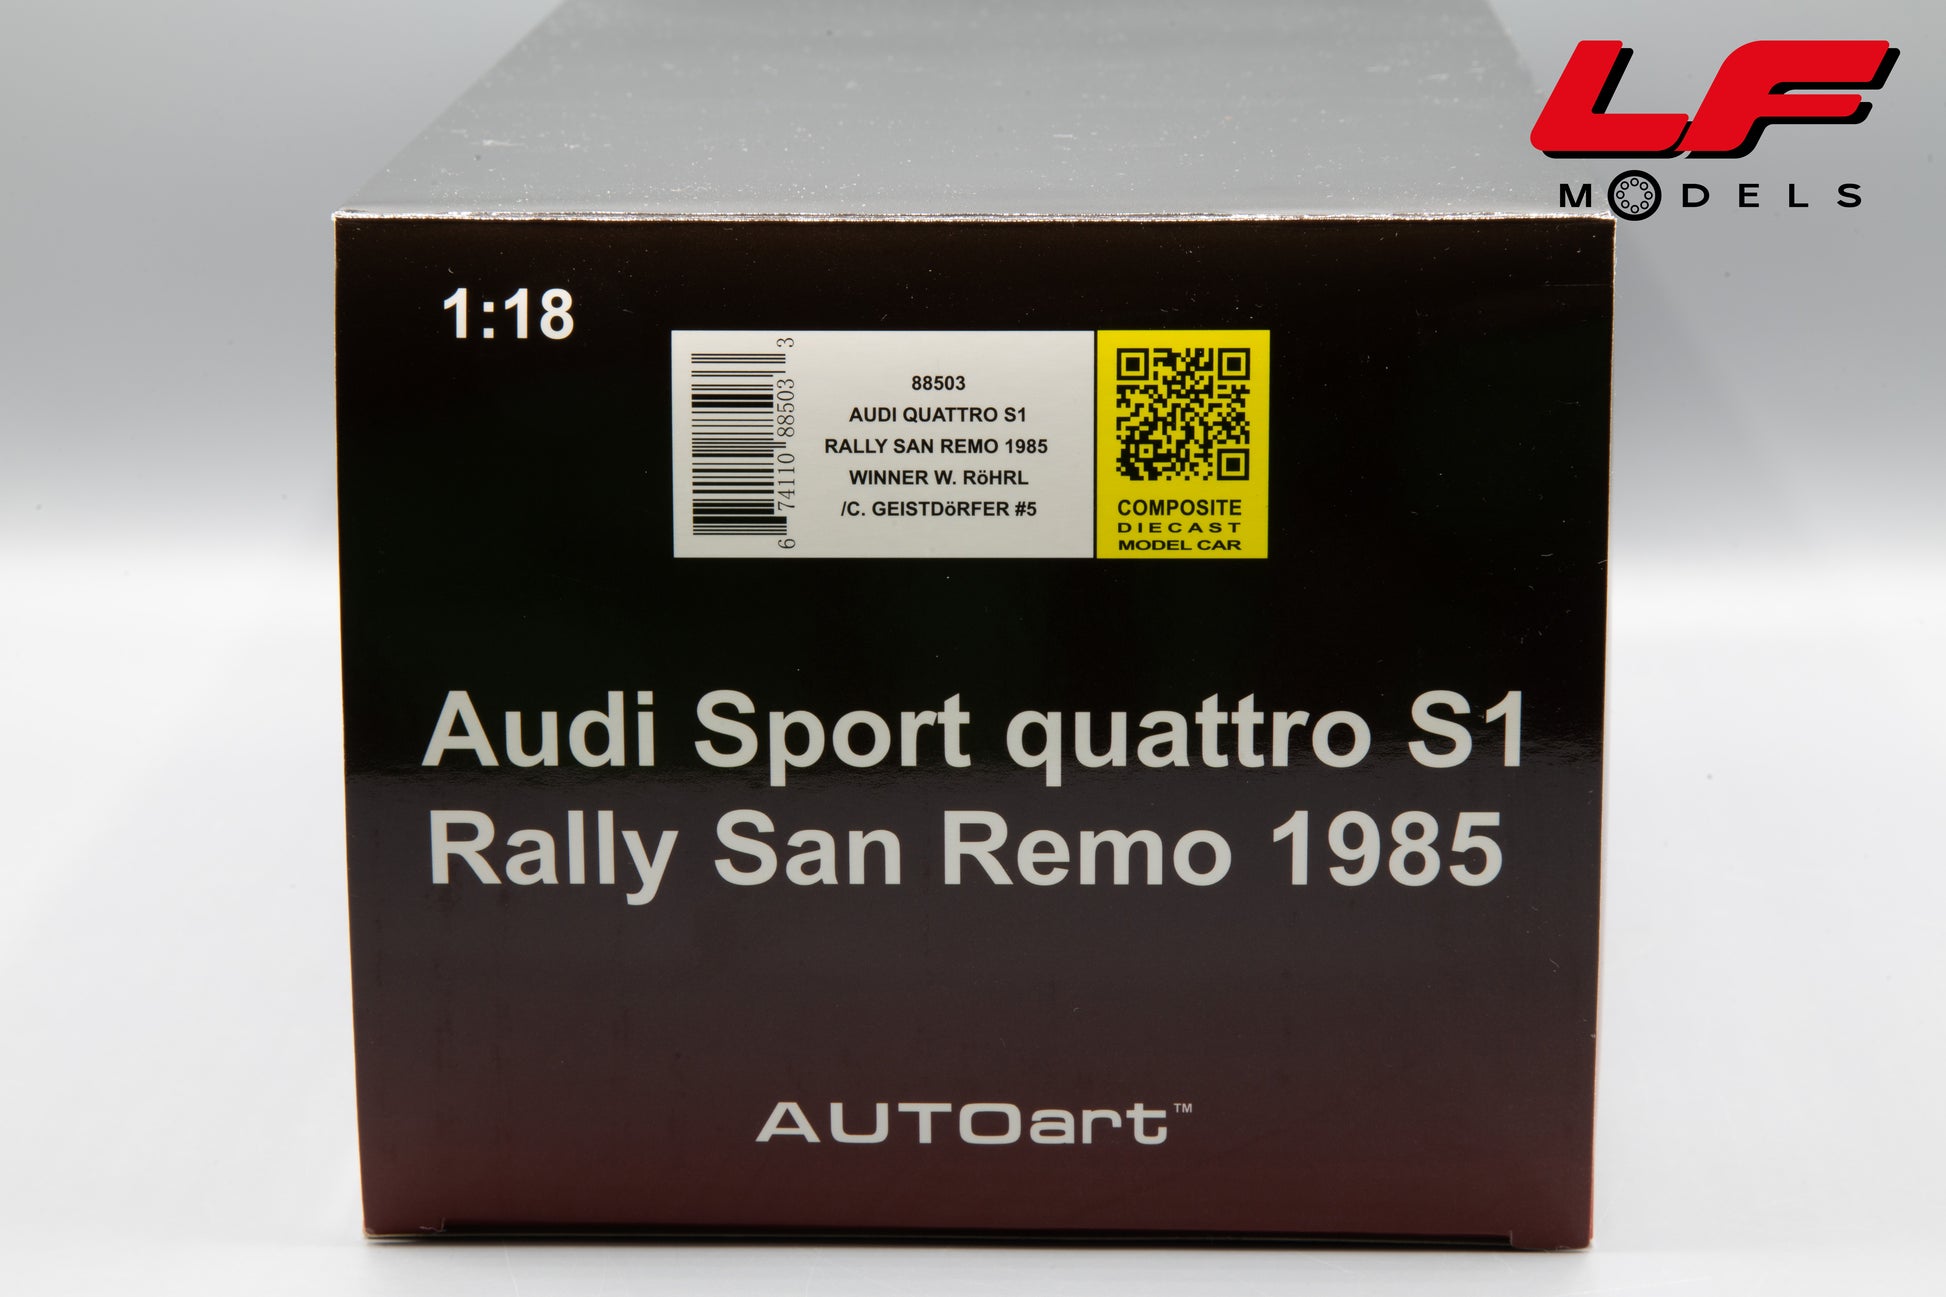 LF
MODELS
1:18
6 74110 88503 3
88503
AUDI QUATTRO S1
RALLY SAN REMO 1985
WINNER W. RöHRL
/C. GEISTDöRFER #5
COMPOSITE
DIECAST
MODEL CAR
Audi Sport quattro S1
Rally San Remo 1985
AUTOart™